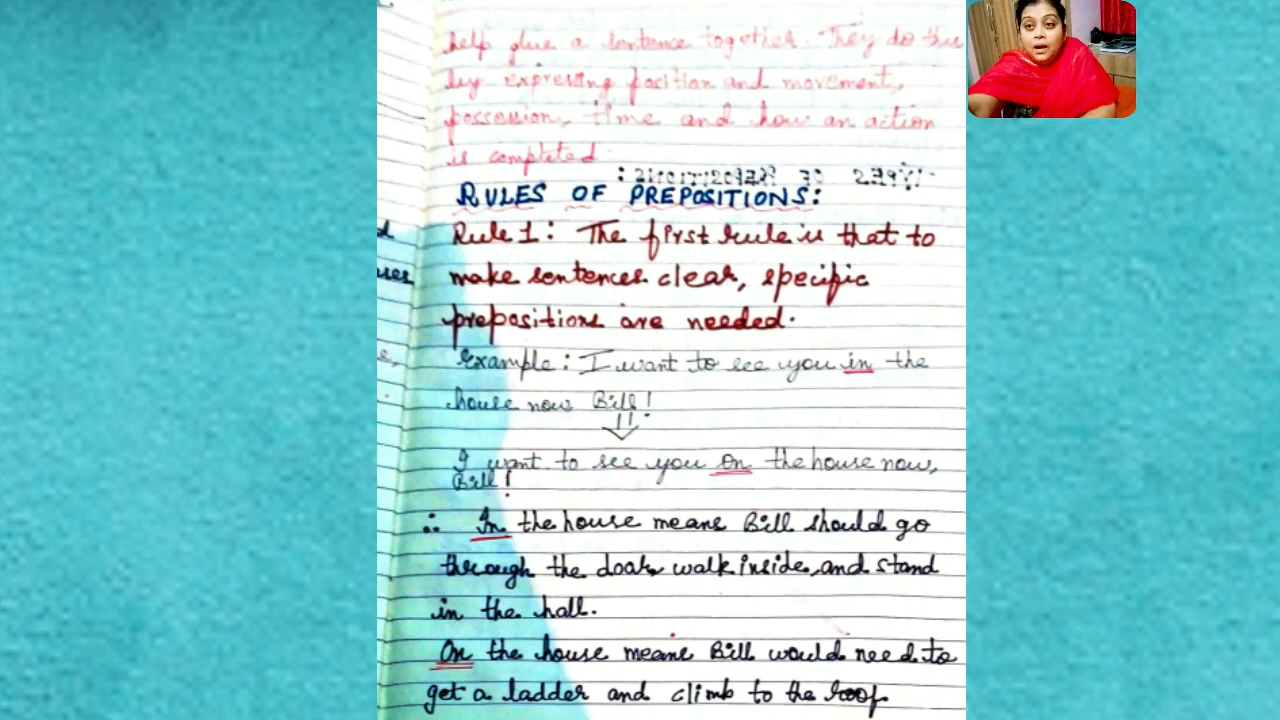 help glue a sentence together. They do this
by expressing position and movement,
possession, time and how an action
is completed.
RULES OF PREPOSITIONS:
Rule 1: The first rule is that to
make sentences clear, specific
prepositions are needed.
example: I want to see you in the
house now Bill!
I want to see you on the house now,
Bill!
∴ In the house means Bill should go
through the door, walk inside, and stand
in the hall.
On the house means Bill would need to
get a ladder and climb to the roof